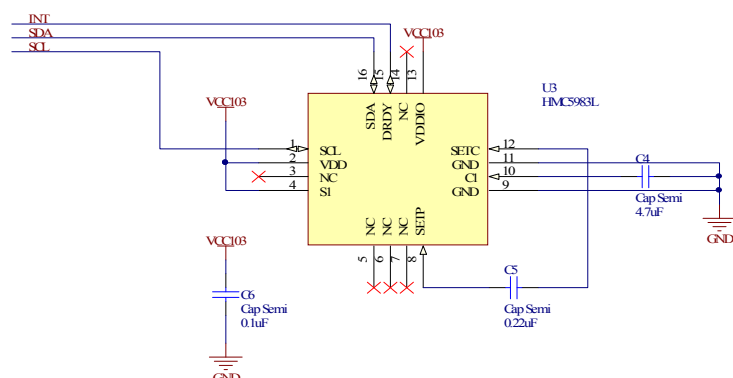 INT
SDA
SCL
VCC103
VCC103
16
15
14
13
U3
HMC5983L
SDA
DRDY
NC
VDDIO
1
SCL
SETC
12
2
VDD
GND
11
C4
3
NC
C1
10
4
S1
GND
9
Cap Semi
4.7uF
NC
NC
NC
SETP
GND
VCC103
5
6
7
8
C5
C6
Cap Semi
0.1uF
Cap Semi
0.22uF
GND